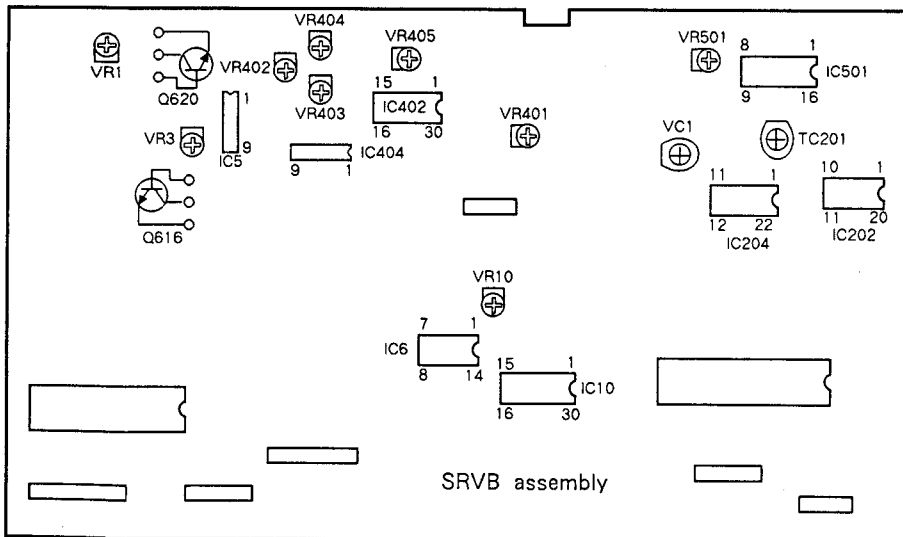 VR404
VR405
VR501
8 1
VR1
VR402
IC501
15 1
9 16
Q620
VR403
IC402
1
16 30
VR401
VC1
TC201
VR3
9
IC5
IC404
9 1
11 1
10 1
12 22
11 20
Q616
IC204
IC202
VR10
7 1
IC6
8 14
15 1
IC10
16 30
SRVB assembly